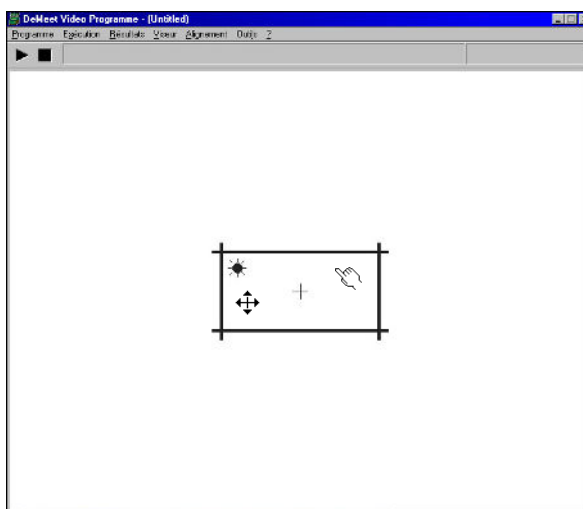 DeMeet Video Programme - (Untitled)
Programme Exécution Résultats Viseur Alignement Outils ?